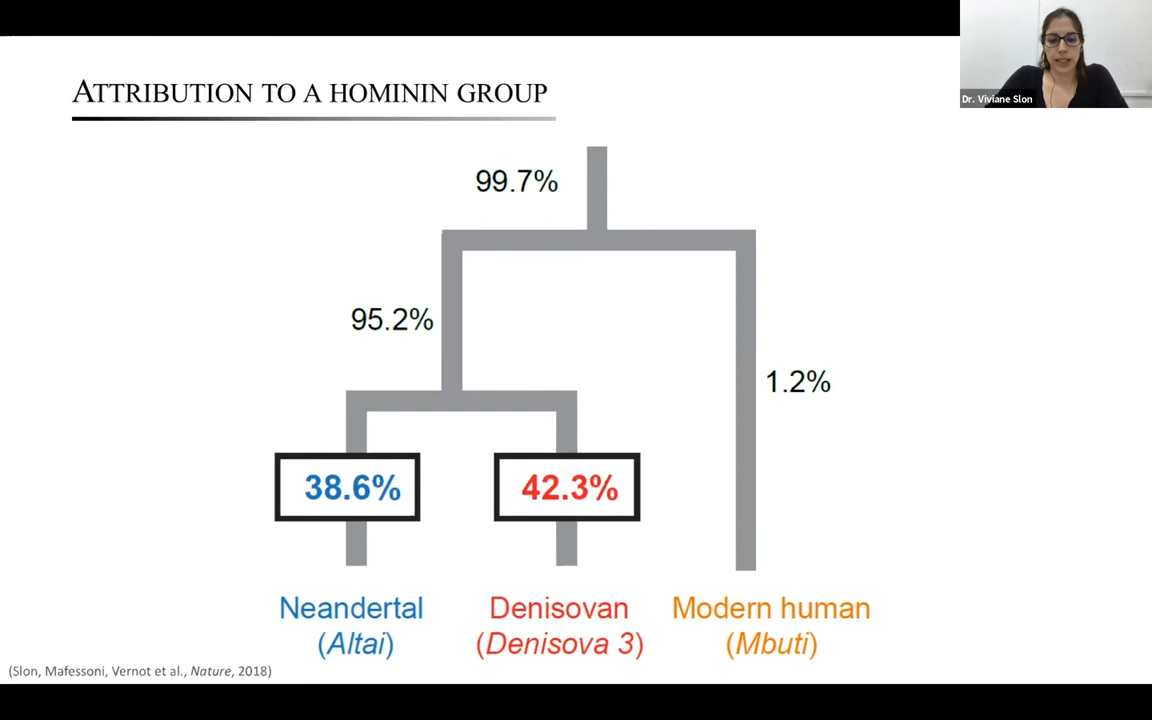 ATTRIBUTION TO A HOMININ GROUP
Dr. Viviane Slon
99.7%
95.2%
1.2%
38.6%
42.3%
Neandertal
(Altai)
Denisovan
(Denisova 3)
Modern human
(Mbuti)
(Slon, Mafessoni, Vernot et al., Nature, 2018)